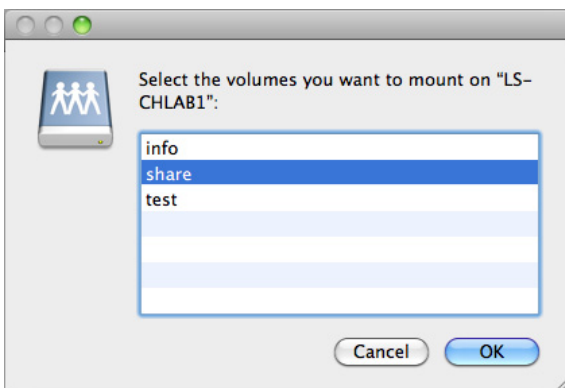 Select the volumes you want to mount on “LS-
CHLAB1”:
info
share
test
Cancel
OK